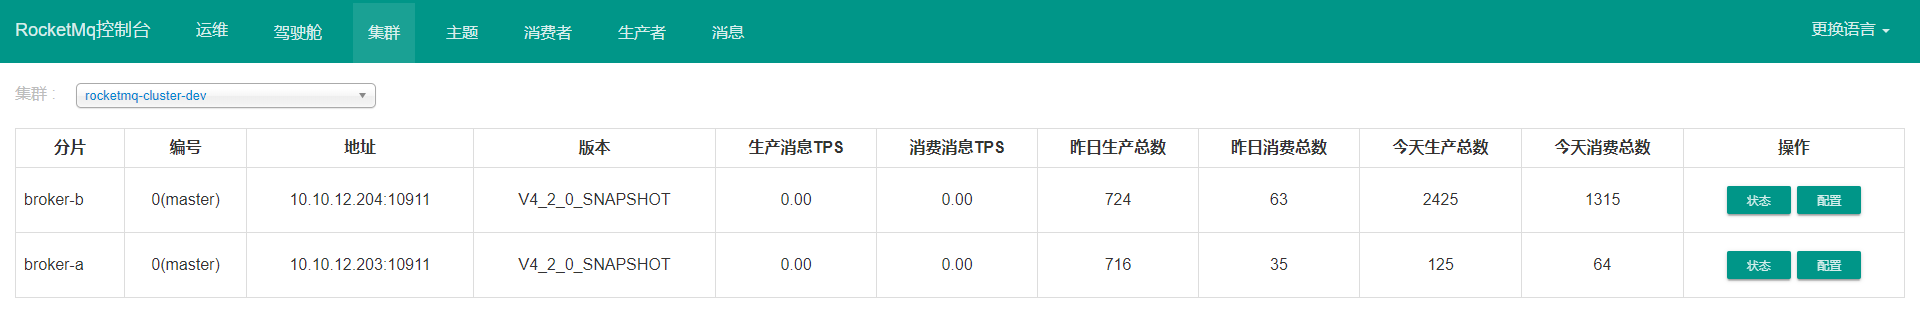 RocketMq控制台 运维 驾驶舱 集群 主题 消费者 生产者 消息 更换语言
集群 : rocketmq-cluster-dev
分片 编号 地址 版本 生产消息TPS 消费消息TPS 昨日生产总数 昨日消费总数 今天生产总数 今天消费总数 操作
broker-b 0(master) 10.10.12.204:10911 V4_2_0_SNAPSHOT 0.00 0.00 724 63 2425 1315 状态 配置
broker-a 0(master) 10.10.12.203:10911 V4_2_0_SNAPSHOT 0.00 0.00 716 35 125 64 状态 配置